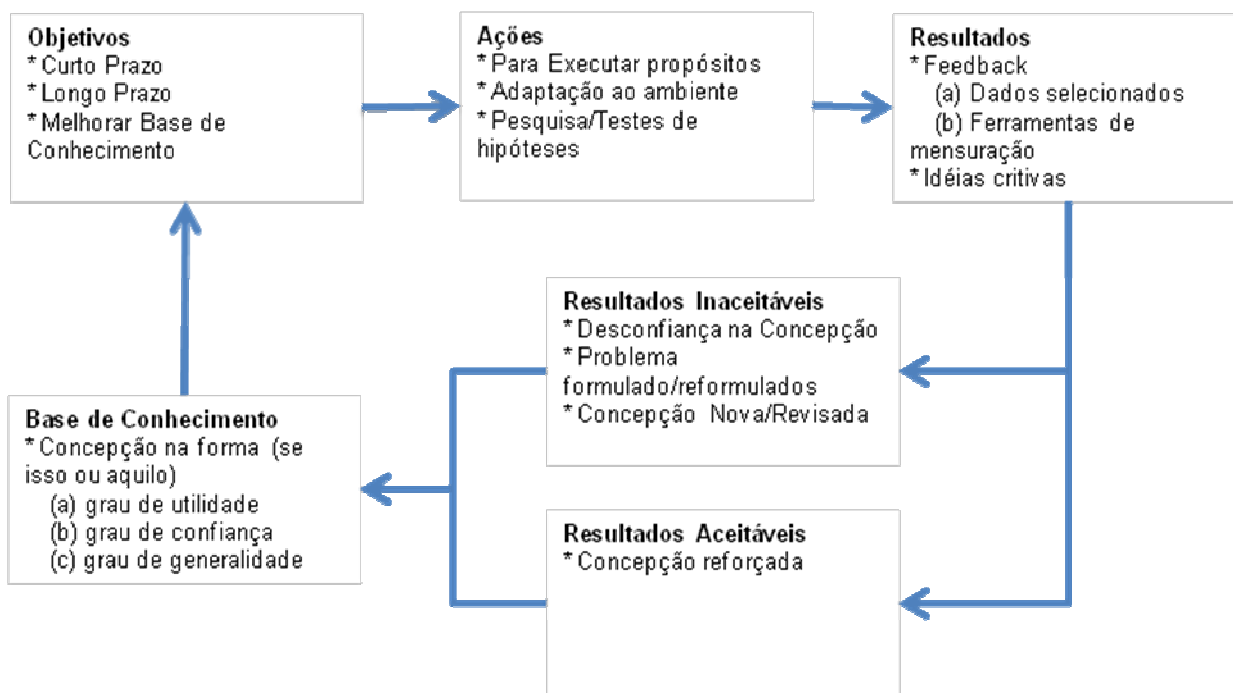 Objetivos
* Curto Prazo
* Longo Prazo
* Melhorar Base de
Conhecimento
Ações
* Para Executar propósitos
* Adaptação ao ambiente
* Pesquisa/Testes de
hipóteses
Resultados
* Feedback
(a) Dados selecionados
(b) Ferramentas de
mensuração
* Idéias critivas
Resultados Inaceitáveis
* Desconfiança na Concepção
* Problema
formulado/reformulados
* Concepção Nova/Revisada
Base de Conhecimento
* Concepção na forma (se
isso ou aquilo)
(a) grau de utilidade
(b) grau de confiança
(c) grau de generalidade
Resultados Aceitáveis
* Concepção reforçada